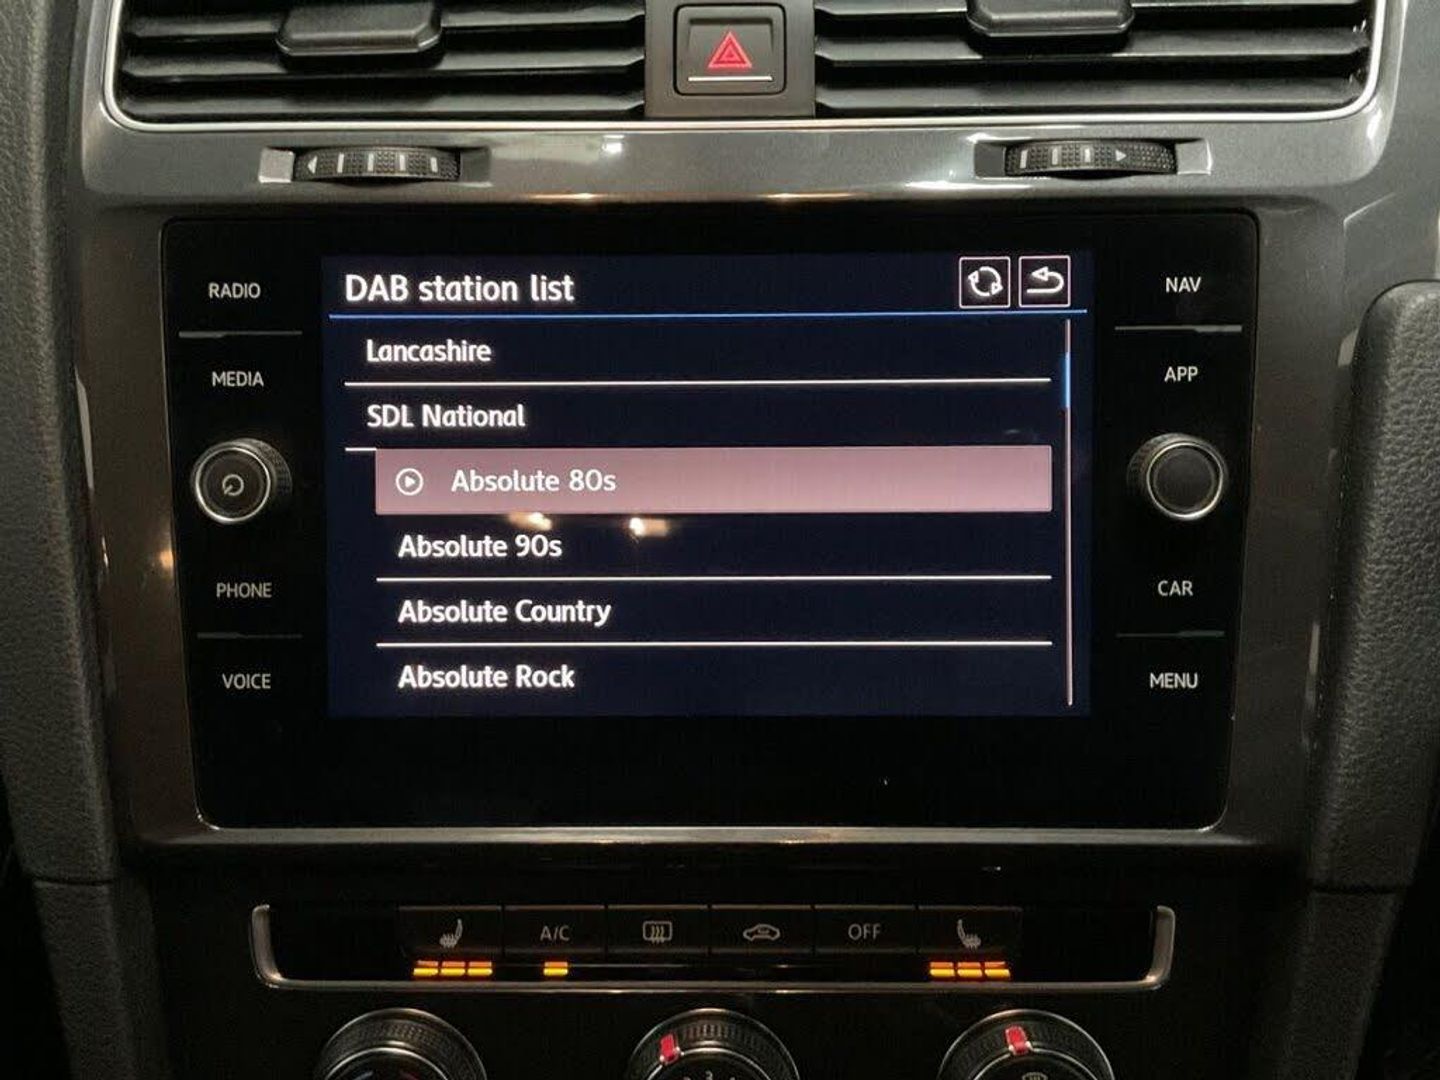 RADIO
MEDIA
PHONE
VOICE
DAB station list
Lancashire
SDL National
Absolute 80s
Absolute 90s
Absolute Country
Absolute Rock
NAV
APP
CAR
MENU
A/C
OFF
3